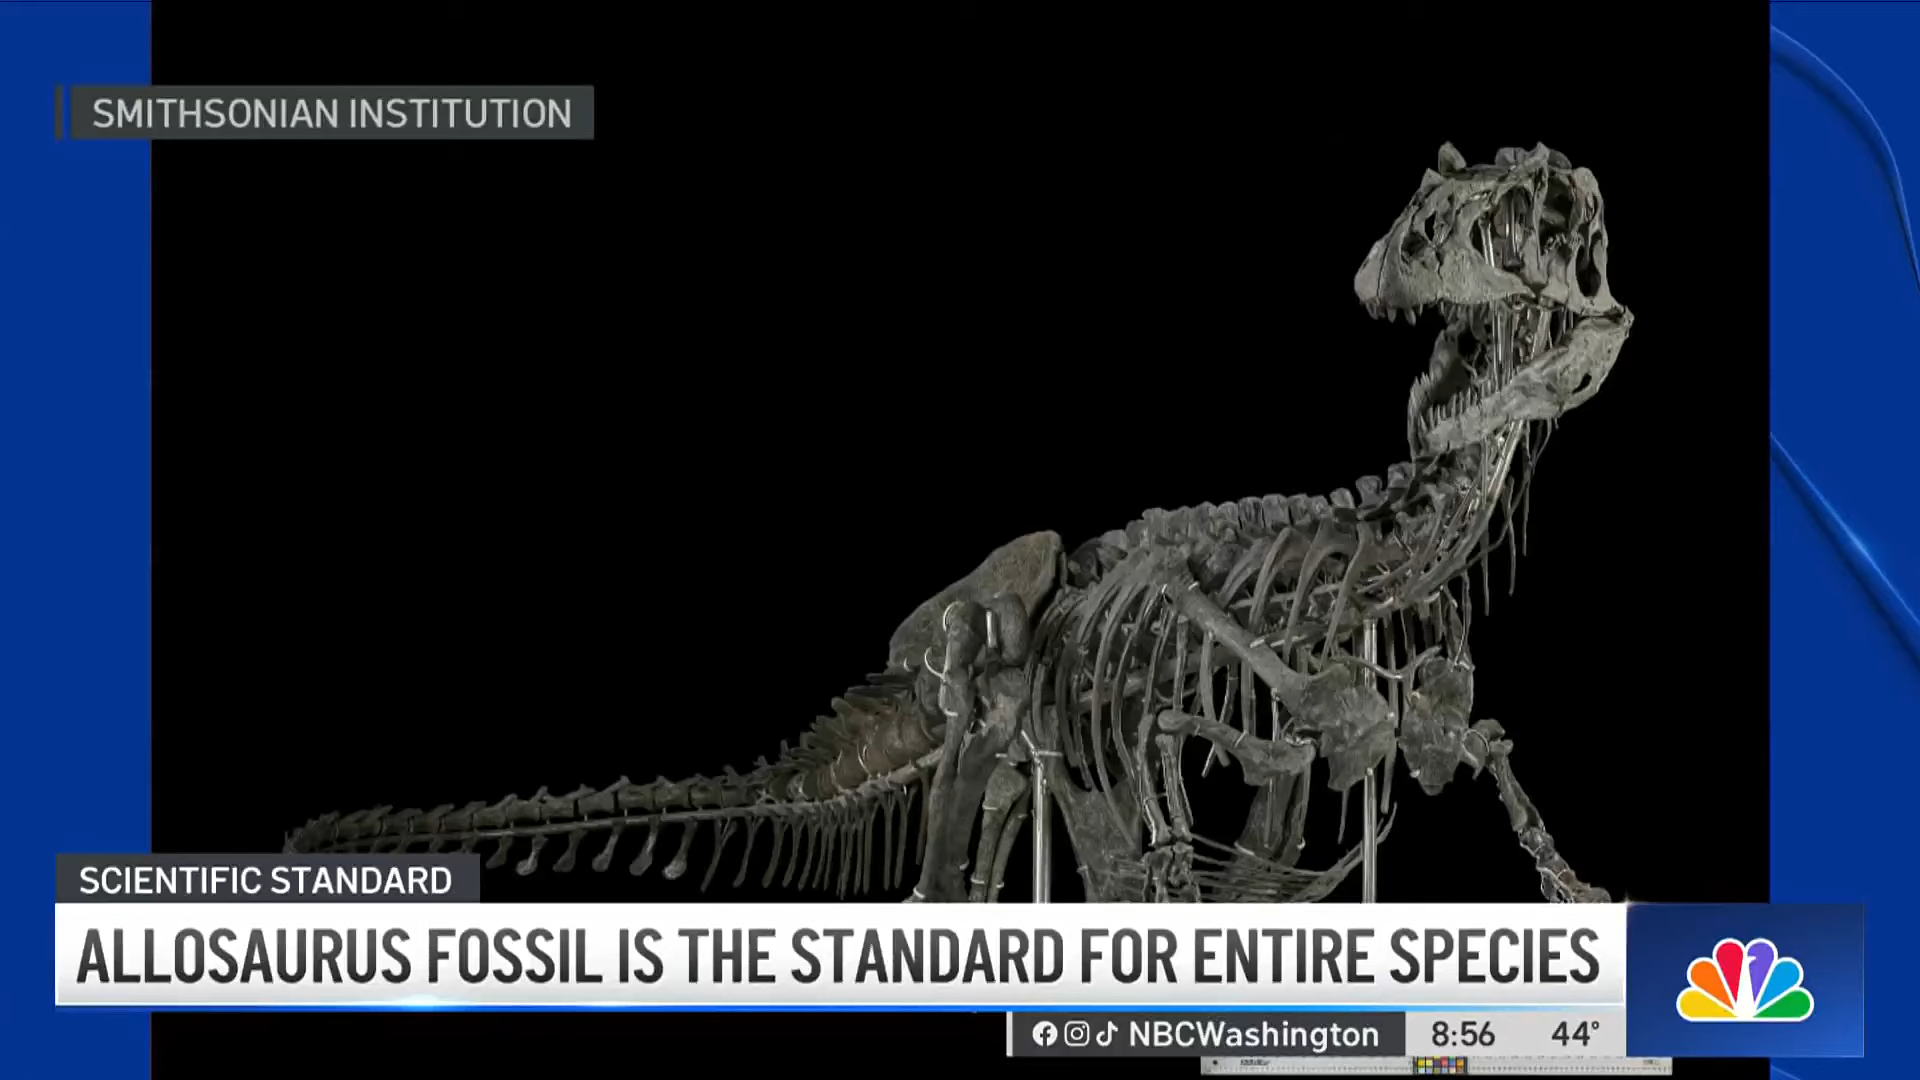 SMITHSONIAN INSTITUTION
SCIENTIFIC STANDARD
ALLOSAURUS FOSSIL IS THE STANDARD FOR ENTIRE SPECIES
NBCWashington 8:56 44°